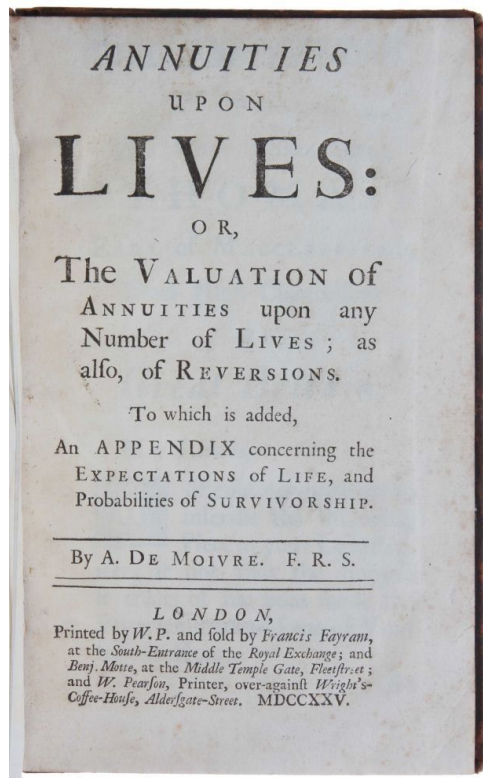 ANNUITIES
UPON
LIVES:
OR,
The VALUATION of
ANNUITIES upon any
Number of LIVES ; as
alſo, of REVERSIONS.
To which is added,
An APPENDIX concerning the
EXPECTATIONS of LIFE, and
Probabilities of SURVIVORSHIP.
By A. DE MOIVRE. F. R. S.
LONDON,
Printed by W. P. and ſold by Francis Fayram,
at the South-Entrance of the Royal Exchange; and
Benj. Motte, at the Middle Temple Gate, Fleetſtreet;
and W. Pearſon, Printer, over-againſt Wright's-
Coffee-Houſe, Alderſgate-Street. MDCCXXV.